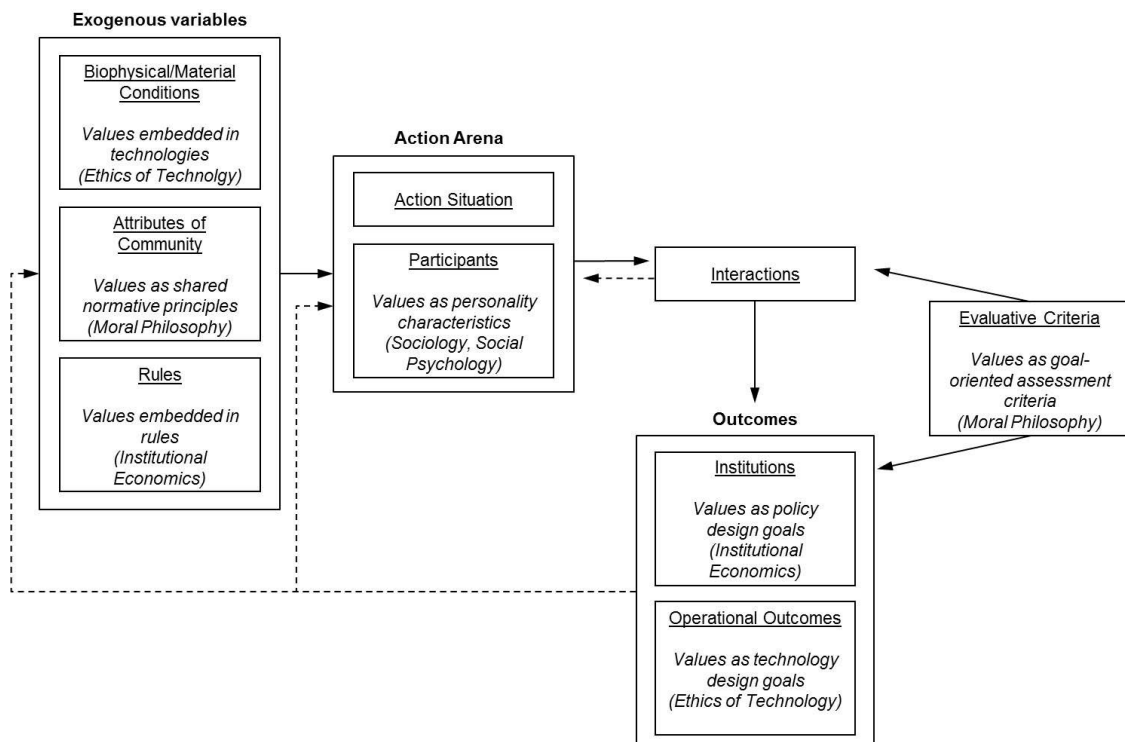 Exogenous variables
Biophysical/Material
Conditions
Values embedded in
technologies
(Ethics of Technolgy)
Attributes of
Community
Values as shared
normative principles
(Moral Philosophy)
Rules
Values embedded in
rules
(Institutional
Economics)
Action Arena
Action Situation
Participants
Values as personality
characteristics
(Sociology, Social
Psychology)
Interactions
Evaluative Criteria
Values as goal-
oriented assessment
criteria
(Moral Philosophy)
Outcomes
Institutions
Values as policy
design goals
(Institutional
Economics)
Operational Outcomes
Values as technology
design goals
(Ethics of Technology)